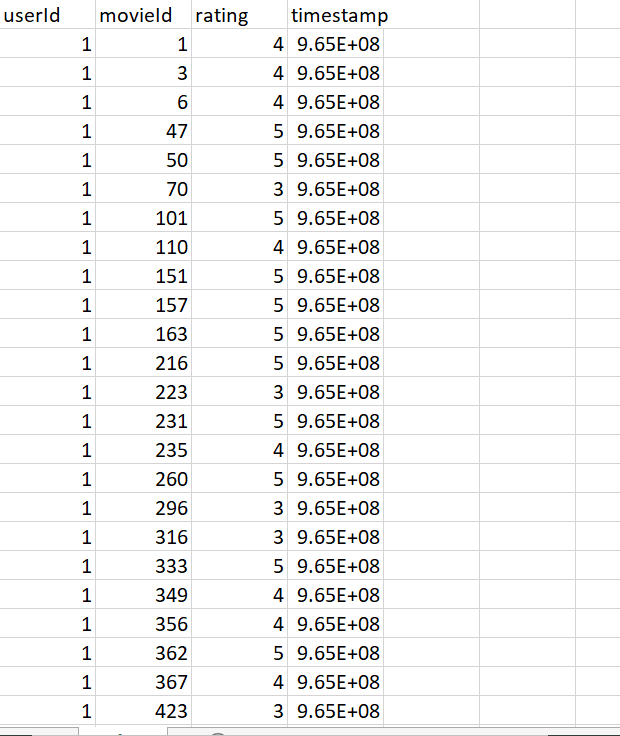 userId movieId rating timestamp
1 1 4 9.65E+08
1 3 4 9.65E+08
1 6 4 9.65E+08
1 47 5 9.65E+08
1 50 5 9.65E+08
1 70 3 9.65E+08
1 101 5 9.65E+08
1 110 4 9.65E+08
1 151 5 9.65E+08
1 157 5 9.65E+08
1 163 5 9.65E+08
1 216 5 9.65E+08
1 223 3 9.65E+08
1 231 5 9.65E+08
1 235 4 9.65E+08
1 260 5 9.65E+08
1 296 3 9.65E+08
1 316 3 9.65E+08
1 333 5 9.65E+08
1 349 4 9.65E+08
1 356 4 9.65E+08
1 362 5 9.65E+08
1 367 4 9.65E+08
1 423 3 9.65E+08